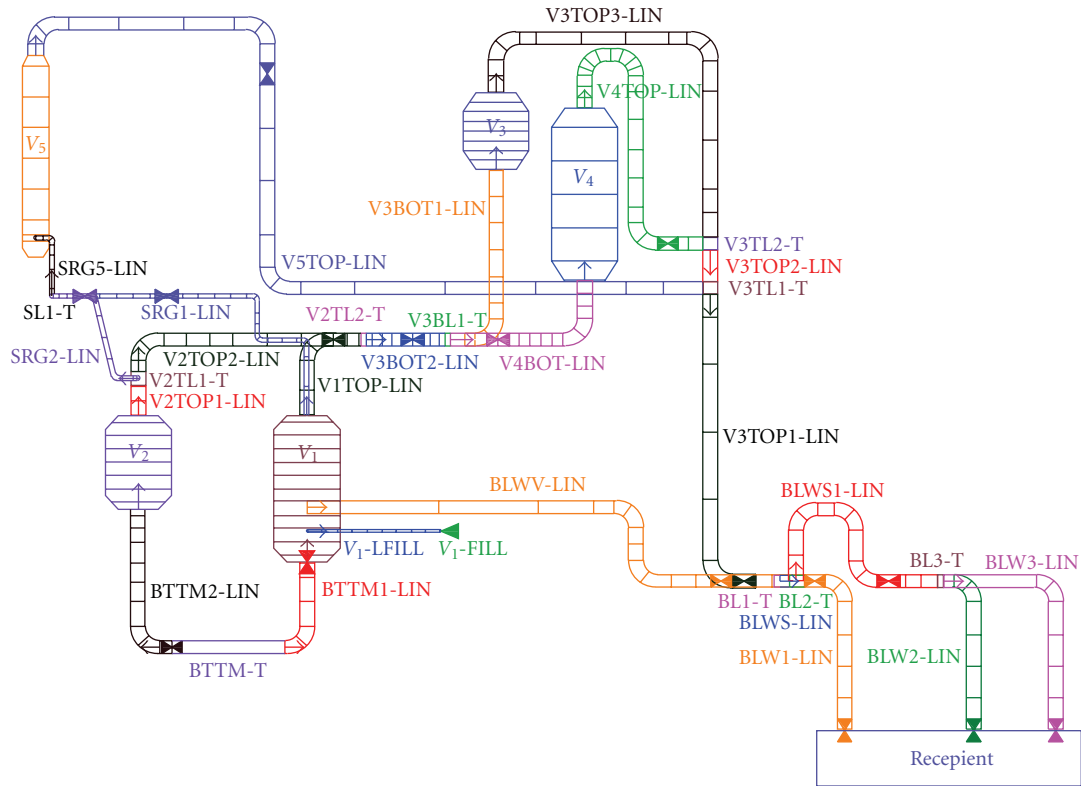 V3TOP3-LIN
V4TOP-LIN
V3
V5
V4
V3BOT1-LIN
V3TL2-T
SRG5-LIN
V5TOP-LIN
V3TOP2-LIN
V3TL1-T
SL1-T
SRG1-LIN
V2TL2-T
V3BL1-T
SRG2-LIN
V2TOP2-LIN
V3BOT2-LIN
V4BOT-LIN
V2TL1-T
V1TOP-LIN
V2TOP1-LIN
V3TOP1-LIN
V2
V1
BLWV-LIN
BLWS1-LIN
V1-LFILL
V1-FILL
BL3-T
BLW3-LIN
BTTM2-LIN
BTTM1-LIN
BL1-T
BL2-T
BLWS-LIN
BLW1-LIN
BLW2-LIN
BTTM-T
Recepient